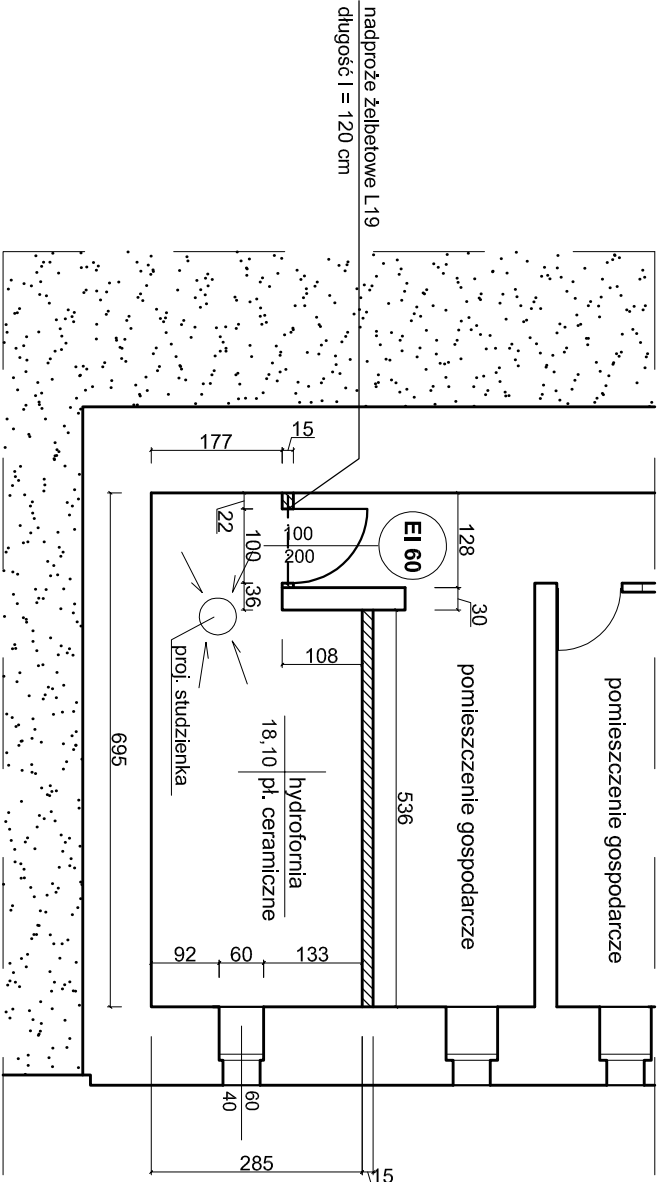 nadproże żelbetowe L19
długość l = 120 cm
177
15
22
100
36
100
200
EI 60
128
30
108
proj. studzienka
695
hydrofornia
18,10 pł. ceramiczne
536
pomieszczenie gospodarcze
pomieszczenie gospodarcze
92
60
133
60
40
285
15